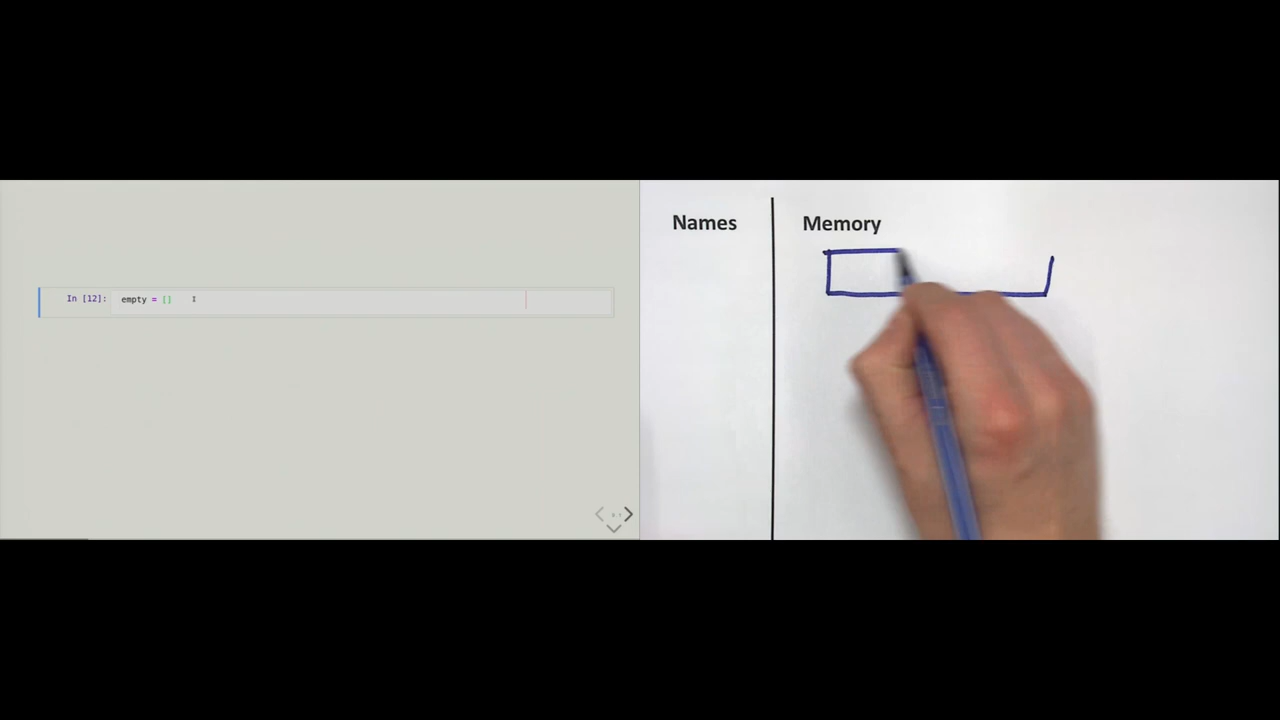 In [12]: empty = []
Names
Memory